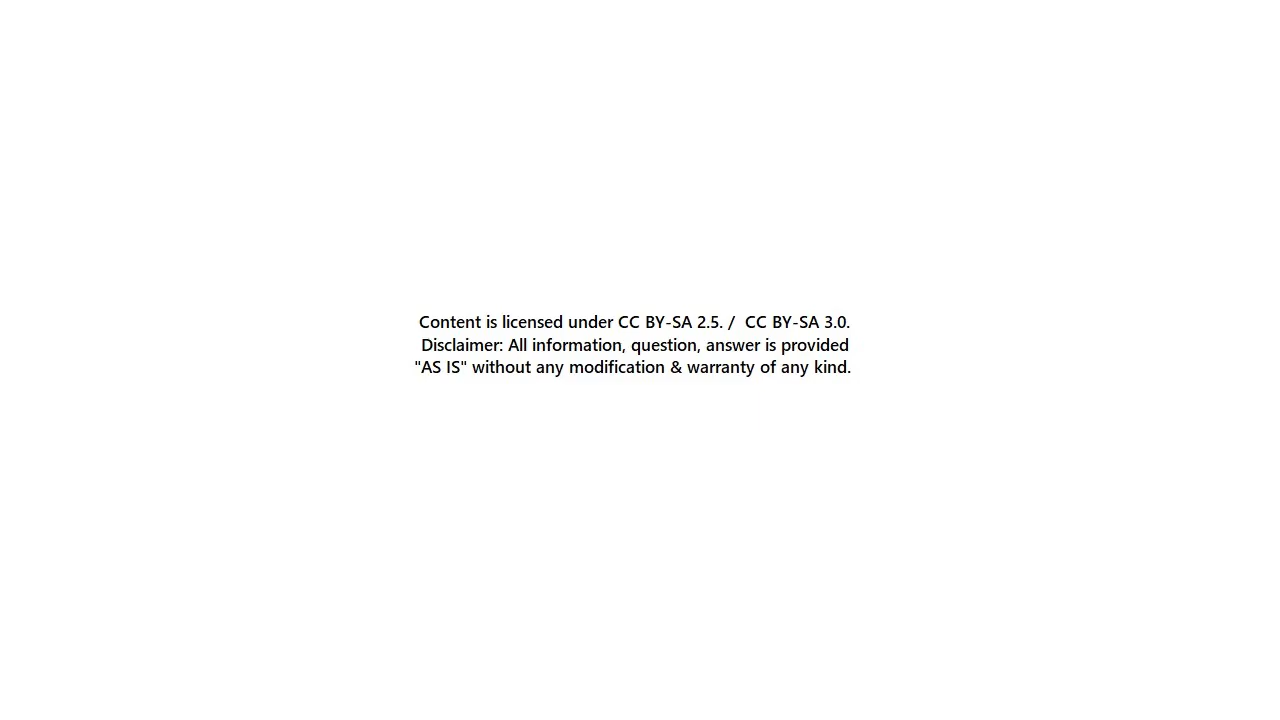 Content is licensed under CC BY-SA 2.5. /  CC BY-SA 3.0.
Disclaimer: All information, question, answer is provided
"AS IS" without any modification & warranty of any kind.